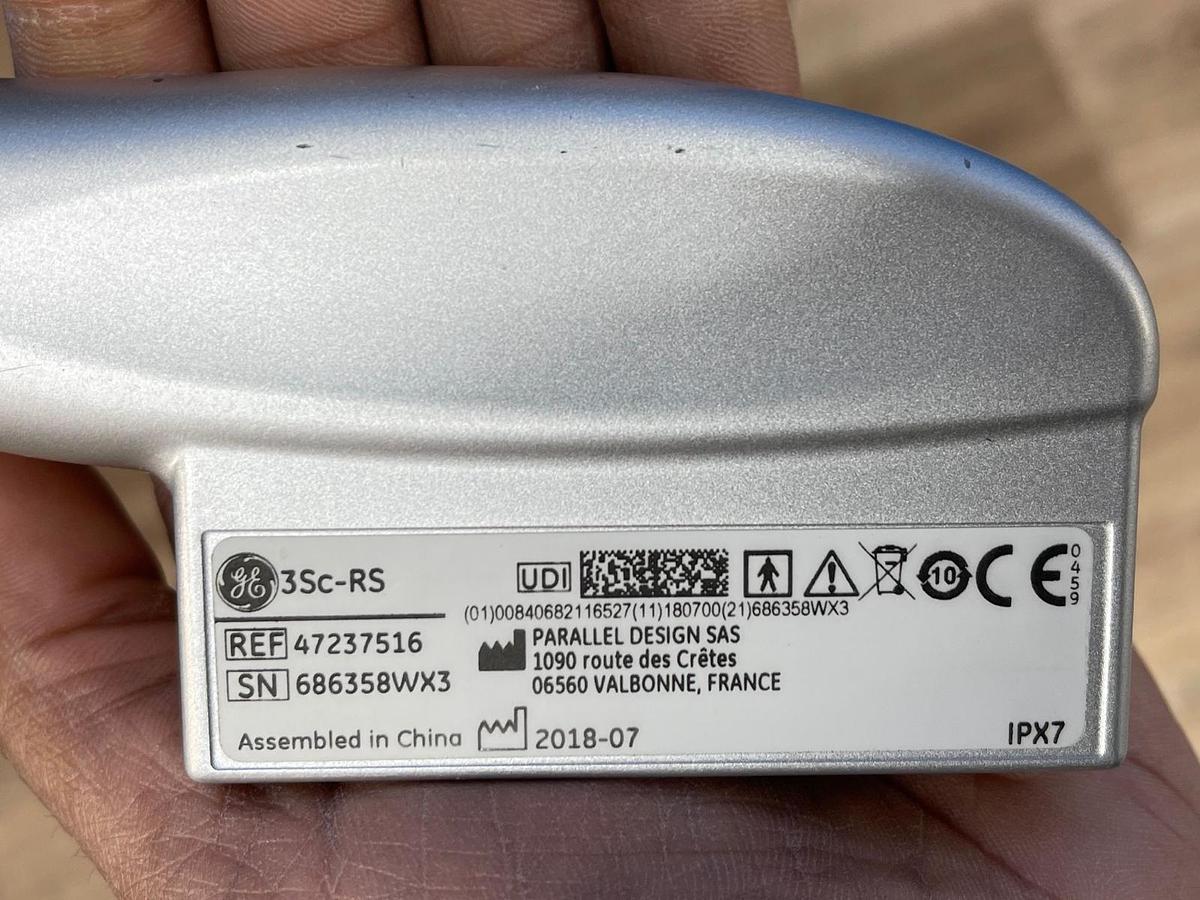 GE 3Sc-RS
UDI
10
CE
0459
(01)00840682116527(11)180700(21)686358WX3
REF 47237516
SN 686358WX3
PARALLEL DESIGN SAS
1090 route des Crêtes
06560 VALBONNE, FRANCE
Assembled in China
2018-07
IPX7